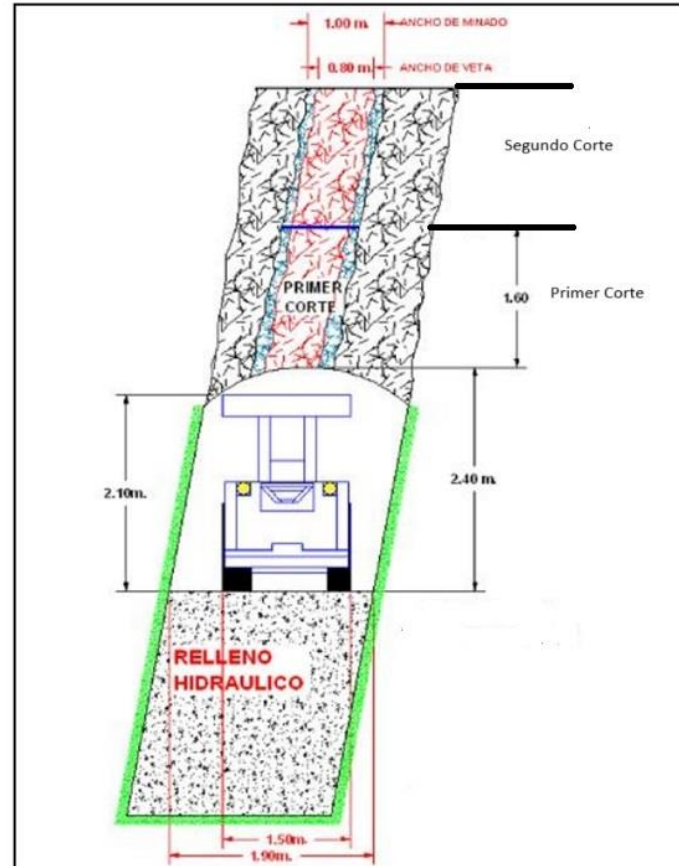 1.00 m.
ANCHO DE MINADO
0.80 m.
ANCHO DE VETA
Segundo Corte
PRIMER
CORTE
1.60
Primer Corte
2.10m.
2.40 m.
RELLENO
HIDRAULICO
1.50m.
1.90m.